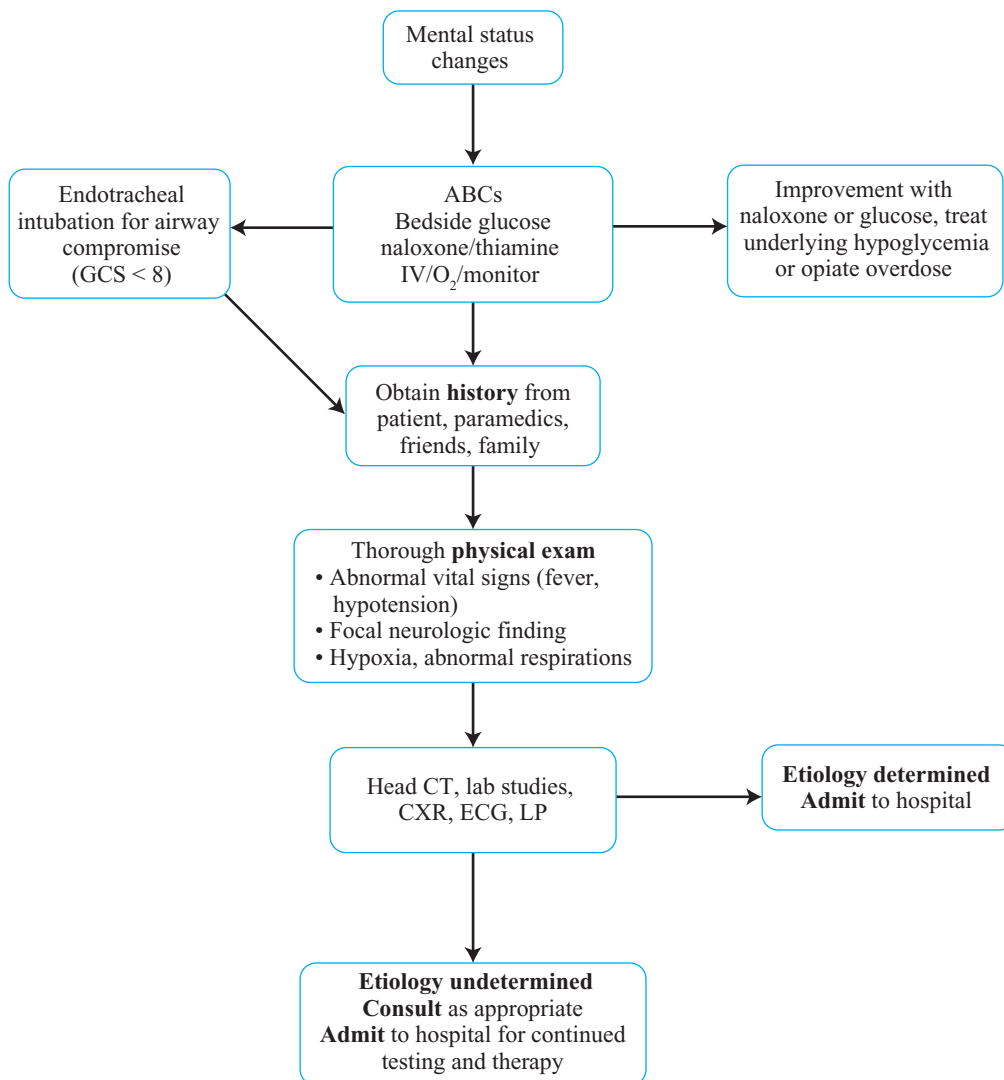 Mental status
changes
Endotracheal
intubation for airway
compromise
(GCS < 8)
ABCs
Bedside glucose
naloxone/thiamine
IV/O₂/monitor
Improvement with
naloxone or glucose, treat
underlying hypoglycemia
or opiate overdose
Obtain history from
patient, paramedics,
friends, family
Thorough physical exam
• Abnormal vital signs (fever,
hypotension)
• Focal neurologic finding
• Hypoxia, abnormal respirations
Head CT, lab studies,
CXR, ECG, LP
Etiology determined
Admit to hospital
Etiology undetermined
Consult as appropriate
Admit to hospital for continued
testing and therapy